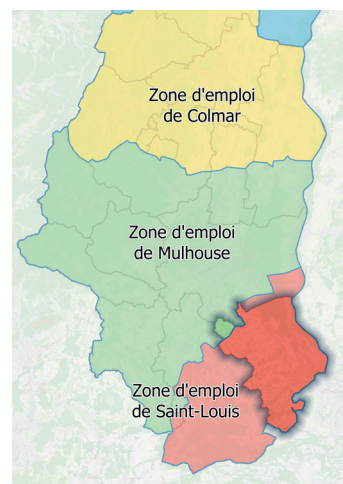 Zone d'emploi
de Colmar
Zone d'emploi
de Mulhouse
Zone d'emploi
de Saint-Louis